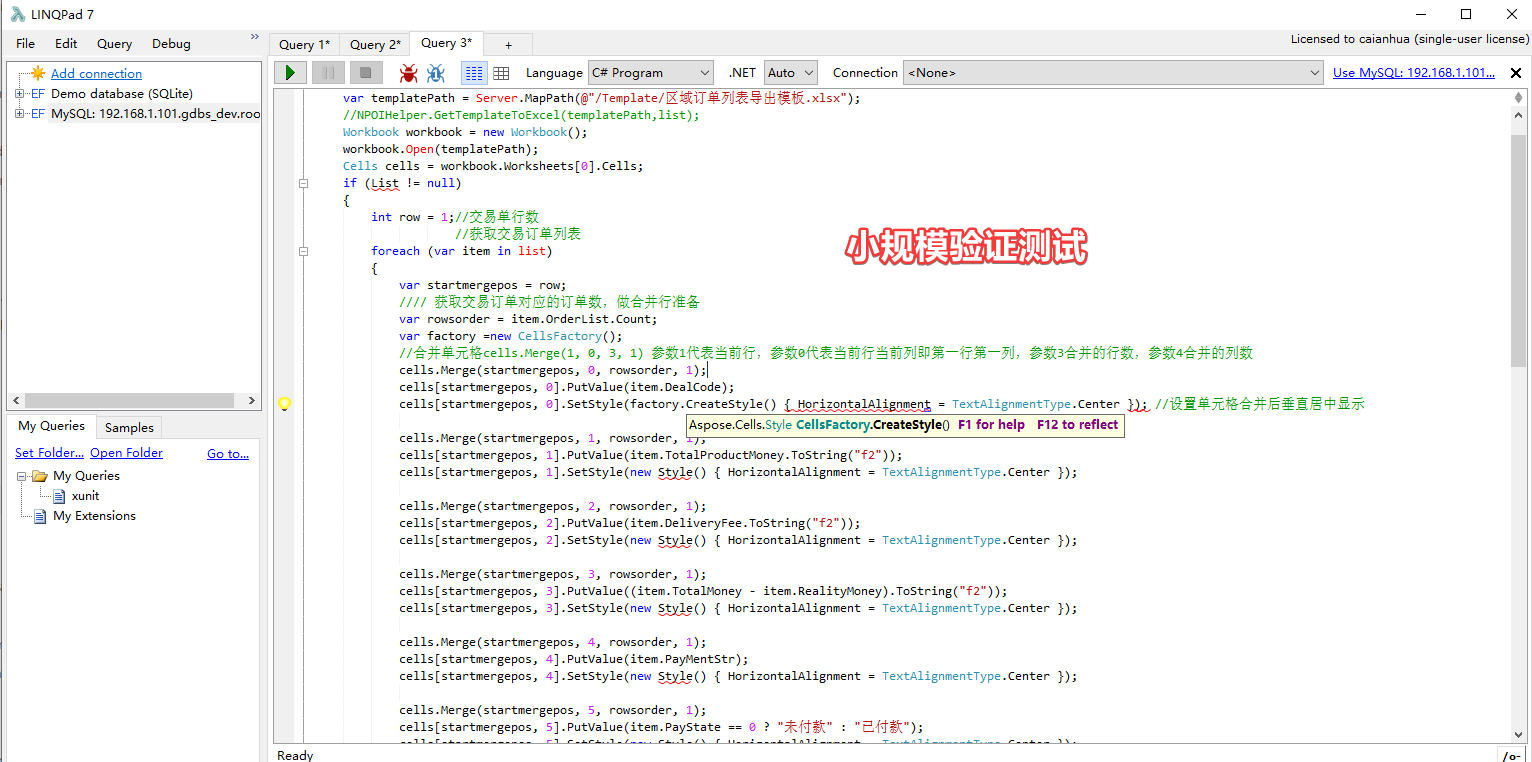 LINQPad 7
File Edit Query Debug »
Query 1* Query 2* Query 3* +
Licensed to caianhua (single-user license)
Language C# Program .NET Auto Connection <None> Use MySQL: 192.168.1.101...
Add connection
EF Demo database (SQLite)
EF MySQL: 192.168.1.101.gdbs_dev.roo
My Queries Samples
Set Folder... Open Folder Go to...
My Queries
xunit
My Extensions
var templatePath = Server.MapPath(@"/Template/区域订单列表导出模板.xlsx");
//NPOIHelper.GetTemplateToExcel(templatePath,list);
Workbook workbook = new Workbook();
workbook.Open(templatePath);
Cells cells = workbook.Worksheets[0].Cells;
if (List != null)
{
int row = 1;//交易单行数
//获取交易订单列表
foreach (var item in list)
小规模验证测试
{
var startmergepos = row;
//// 获取交易订单对应的订单数，做合并行准备
var rowsorder = item.OrderList.Count;
var factory =new CellsFactory();
//合并单元格cells.Merge(1, 0, 3, 1) 参数1代表当前行，参数0代表当前行当前列即第一行第一列，参数3合并的行数，参数4合并的列数
cells.Merge(startmergepos, 0, rowsorder, 1);
cells[startmergepos, 0].PutValue(item.DealCode);
cells[startmergepos, 0].SetStyle(factory.CreateStyle() { HorizontalAlignment = TextAlignmentType.Center }); //设置单元格合并后垂直居中显示
Aspose.Cells.Style CellsFactory.CreateStyle() F1 for help F12 to reflect
cells.Merge(startmergepos, 1, rowsorder, 1);
cells[startmergepos, 1].PutValue(item.TotalProductMoney.ToString("f2"));
cells[startmergepos, 1].SetStyle(new Style() { HorizontalAlignment = TextAlignmentType.Center });
cells.Merge(startmergepos, 2, rowsorder, 1);
cells[startmergepos, 2].PutValue(item.DeliveryFee.ToString("f2"));
cells[startmergepos, 2].SetStyle(new Style() { HorizontalAlignment = TextAlignmentType.Center });
cells.Merge(startmergepos, 3, rowsorder, 1);
cells[startmergepos, 3].PutValue((item.TotalMoney - item.RealityMoney).ToString("f2"));
cells[startmergepos, 3].SetStyle(new Style() { HorizontalAlignment = TextAlignmentType.Center });
cells.Merge(startmergepos, 4, rowsorder, 1);
cells[startmergepos, 4].PutValue(item.PayMentStr);
cells[startmergepos, 4].SetStyle(new Style() { HorizontalAlignment = TextAlignmentType.Center });
cells.Merge(startmergepos, 5, rowsorder, 1);
cells[startmergepos, 5].PutValue(item.PayState == 0 ? "未付款" : "已付款");
cells[startmergepos, 5].SetStyle(new Style() { HorizontalAlignment = TextAlignmentType.Center });
Ready
/o-